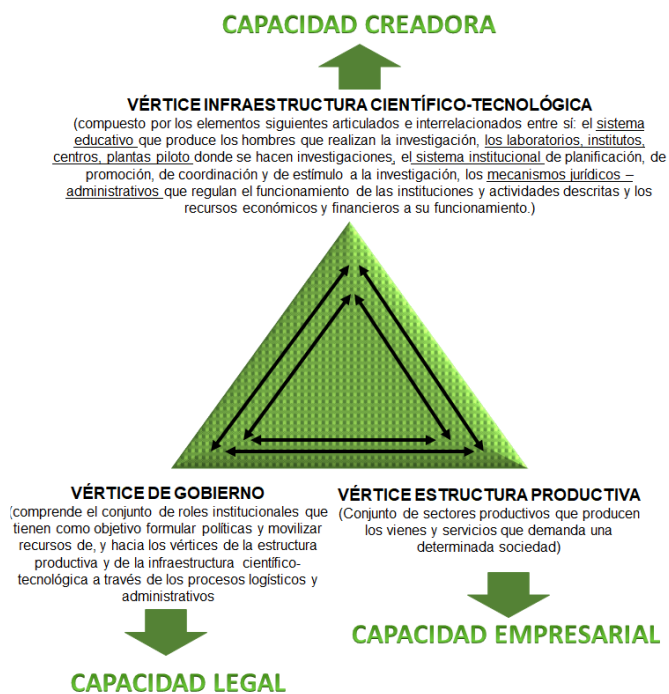 CAPACIDAD CREADORA
VÉRTICE INFRAESTRUCTURA CIENTÍFICO-TECNOLÓGICA
(compuesto por los elementos siguientes articulados e interrelacionados entre sí: el sistema
educativo que produce los hombres que realizan la investigación, los laboratorios, institutos,
centros, plantas piloto donde se hacen investigaciones, el sistema institucional de planificación, de
promoción, de coordinación y de estímulo a la investigación, los mecanismos jurídicos –
administrativos que regulan el funcionamiento de las instituciones y actividades descritas y los
recursos económicos y financieros a su funcionamiento.)
VÉRTICE DE GOBIERNO
(comprende el conjunto de roles institucionales que
tienen como objetivo formular políticas y movilizar
recursos de, y hacia los vértices de la estructura
productiva y de la infraestructura científico-
tecnológica a través de los procesos logísticos y
administrativos
CAPACIDAD LEGAL
VÉRTICE ESTRUCTURA PRODUCTIVA
(Conjunto de sectores productivos que producen
los vienes y servicios que demanda una
determinada sociedad)
CAPACIDAD EMPRESARIAL